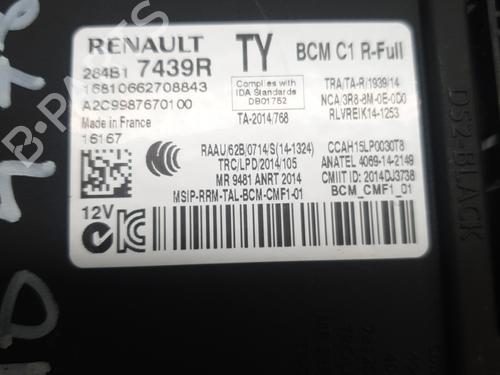 RENAULT TY BCM C1 R-Full
284B1 7439R
16810662708843
A2C9987670100
Made in France
16167
Complies with
IDA Standards
DB01752
TA-2014/768
TRA/TA-R/1939/14
NCA/3R8-8M-0E-0D0
RLVREIK14-1253
RAAU/62B/0714/S(14-1324)
TRC/LPD/2014/105
MR 9481 ANRT 2014
MSIP-RRM-TAL-BCM-CMF1-01
CCAH15LP0030T8
ANATEL 4069-14-2149
CMIIT ID: 2014DJ3738
BCM_CMF1_01
12V
DS2-BLACK
B-PARTS